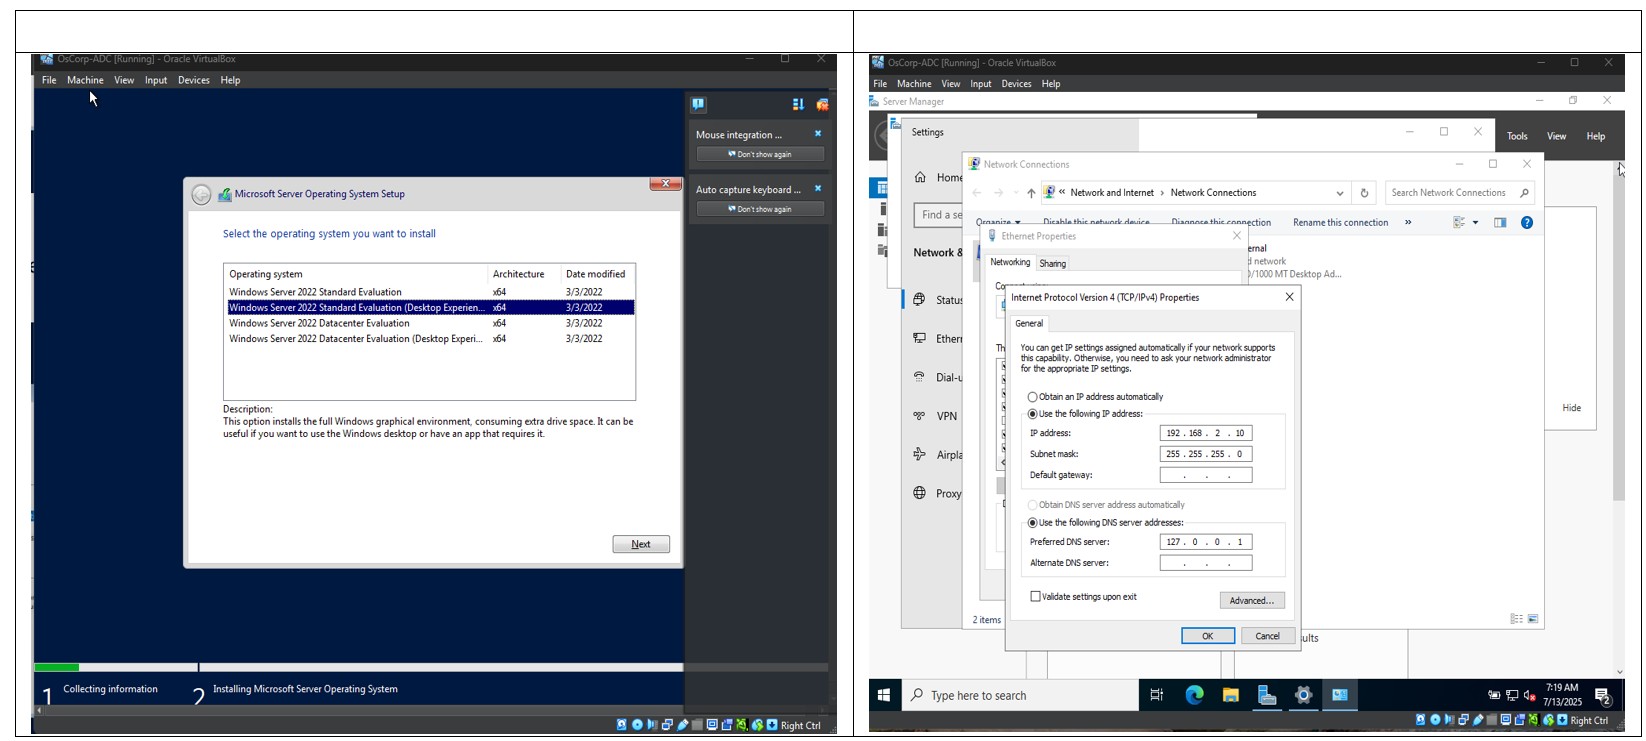 OsCorp-ADC [Running] - Oracle VirtualBox
File Machine View Input Devices Help
Mouse integration ...
Don't show again
Auto capture keyboard ...
Don't show again
Microsoft Server Operating System Setup
Select the operating system you want to install
Operating system Architecture Date modified
Windows Server 2022 Standard Evaluation x64 3/3/2022
Windows Server 2022 Standard Evaluation (Desktop Experien... x64 3/3/2022
Windows Server 2022 Datacenter Evaluation x64 3/3/2022
Windows Server 2022 Datacenter Evaluation (Desktop Experi... x64 3/3/2022
Description:
This option installs the full Windows graphical environment, consuming extra drive space. It can be
useful if you want to use the Windows desktop or have an app that requires it.
Next
1 Collecting information 2 Installing Microsoft Server Operating System
Right Ctrl
OsCorp-ADC [Running] - Oracle VirtualBox
File Machine View Input Devices Help
Server Manager
Tools View Help
Settings
Home
Find a se
Network &
Status
Ether
Dial-u
VPN
Airpla
Proxy
Network Connections
« Network and Internet › Network Connections
Search Network Connections
Organize Disable this network device Diagnose this connection Rename this connection »
ernal
d network
0/1000 MT Desktop Ad...
Ethernet Properties
Networking Sharing
Th
Internet Protocol Version 4 (TCP/IPv4) Properties
General
You can get IP settings assigned automatically if your network supports
this capability. Otherwise, you need to ask your network administrator
for the appropriate IP settings.
Obtain an IP address automatically
Use the following IP address:
IP address: 192 . 168 . 2 . 10
Subnet mask: 255 . 255 . 255 . 0
Default gateway: . . .
Obtain DNS server address automatically
Use the following DNS server addresses:
Preferred DNS server: 127 . 0 . 0 . 1
Alternate DNS server: . . .
Validate settings upon exit
Advanced...
OK Cancel
2 items
Hide
ults
Type here to search
7:19 AM
7/13/2025
2
Right Ctrl